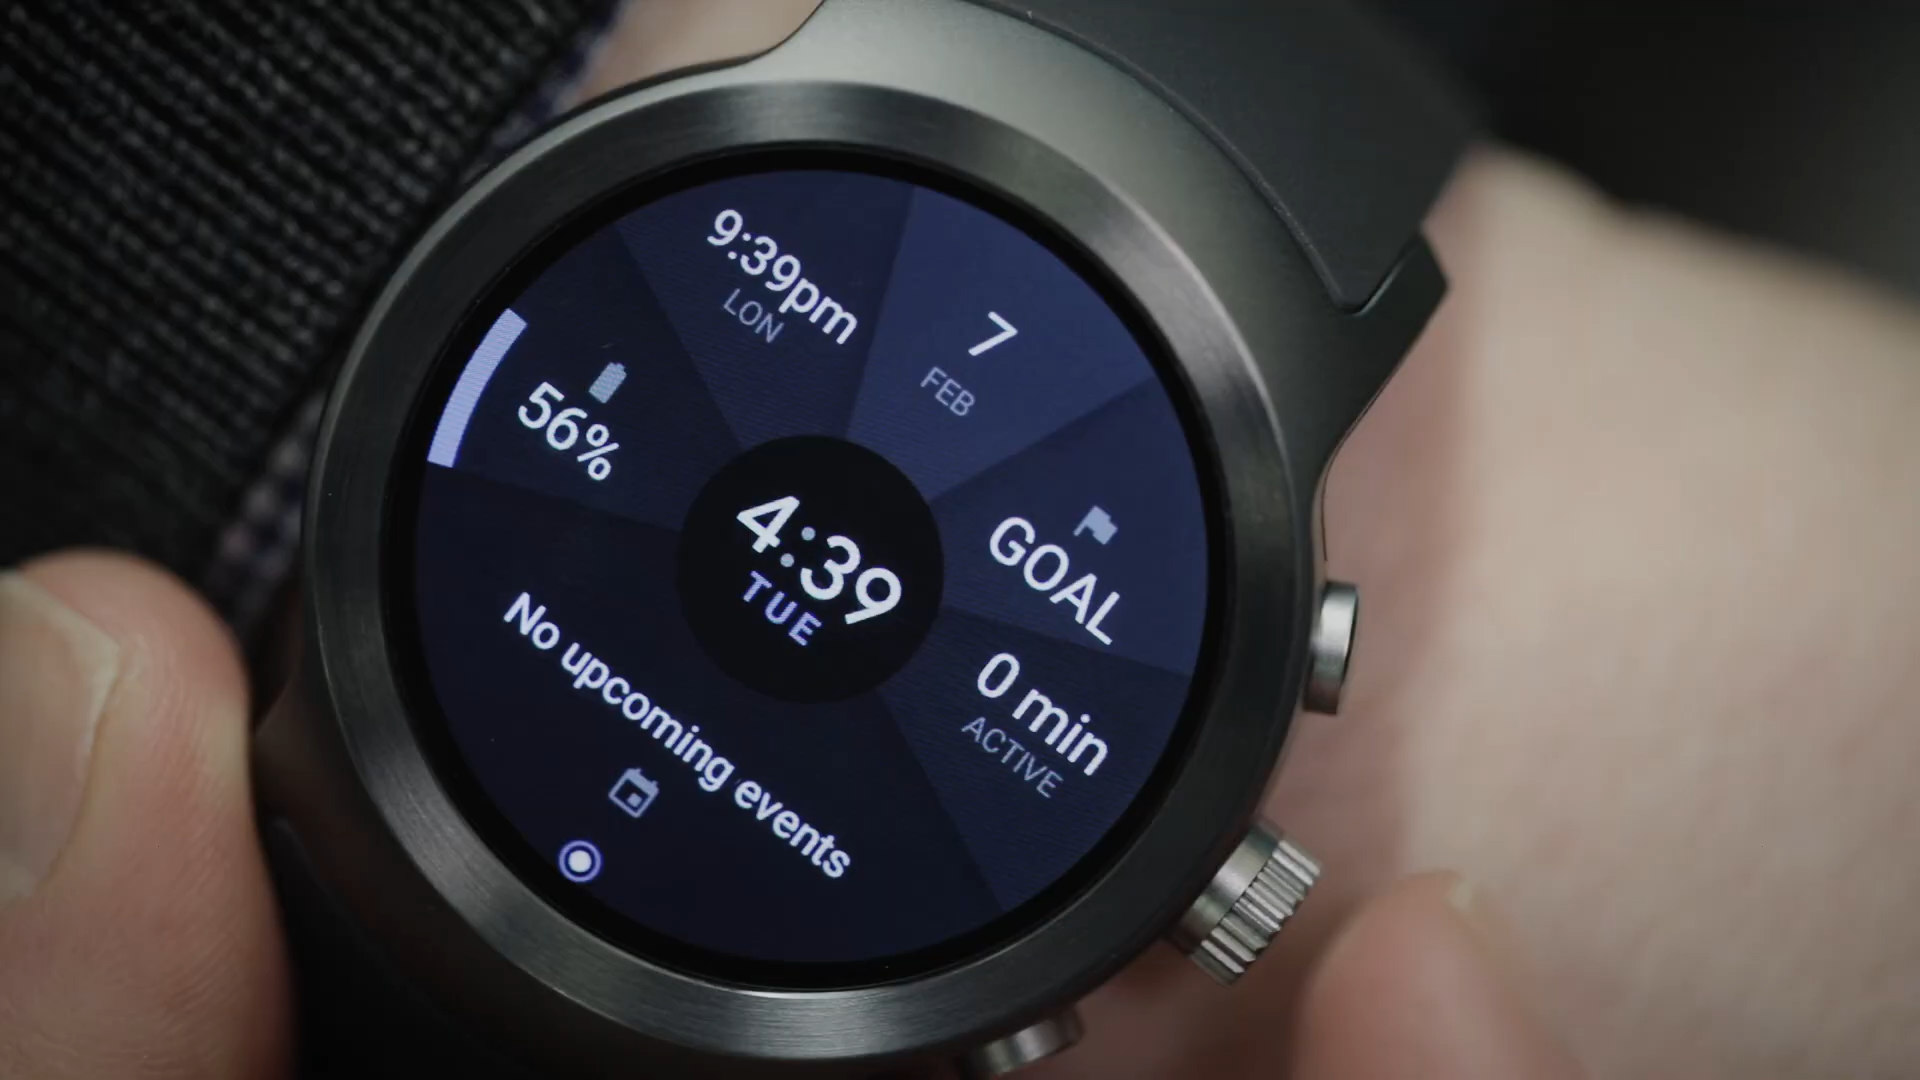 9:39pm
LON
7
FEB
56%
GOAL
4:39
TUE
0 min
ACTIVE
No upcoming events